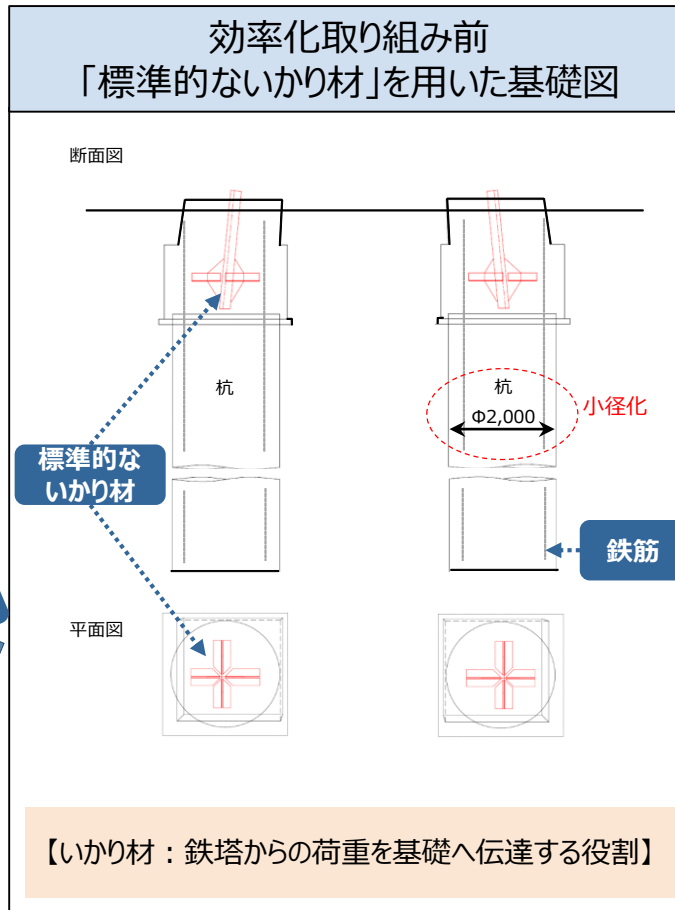 効率化取り組み前
「標準的ないかり材」を用いた基礎図
断面図
杭
杭
Φ2,000
小径化
標準的な
いかり材
鉄筋
平面図
【いかり材：鉄塔からの荷重を基礎へ伝達する役割】